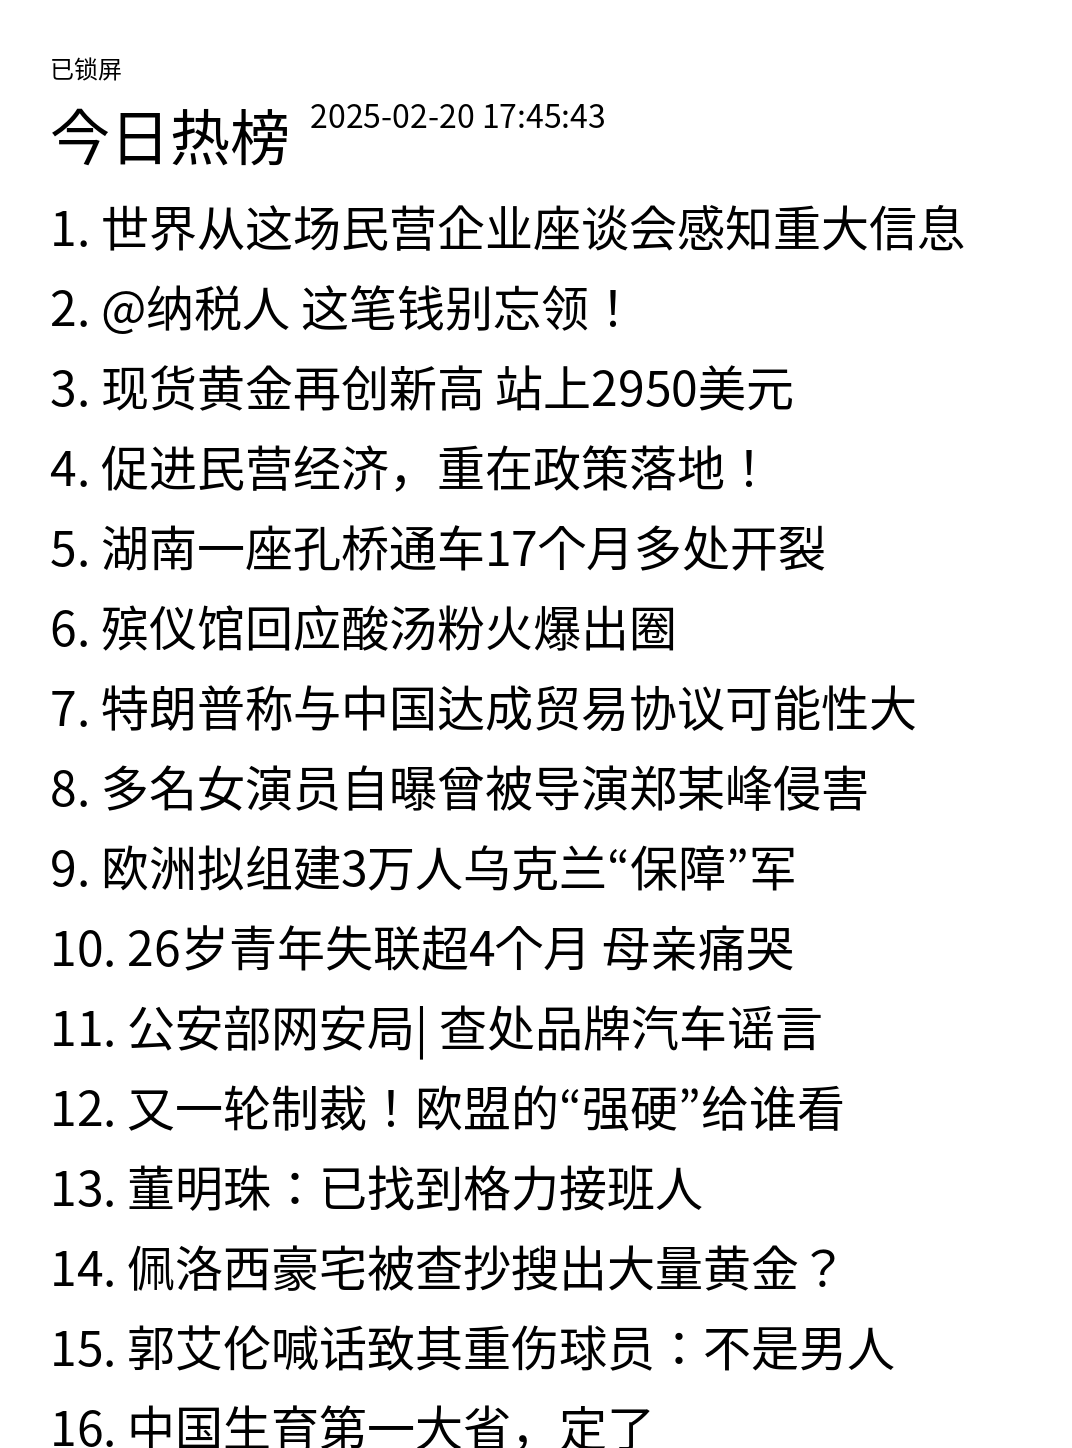 已锁屏
今日热榜 2025-02-20 17:45:43
1. 世界从这场民营企业座谈会感知重大信息
2. @纳税人 这笔钱别忘领！
3. 现货黄金再创新高 站上2950美元
4. 促进民营经济，重在政策落地！
5. 湖南一座孔桥通车17个月多处开裂
6. 殡仪馆回应酸汤粉火爆出圈
7. 特朗普称与中国达成贸易协议可能性大
8. 多名女演员自曝曾被导演郑某峰侵害
9. 欧洲拟组建3万人乌克兰“保障”军
10. 26岁青年失联超4个月 母亲痛哭
11. 公安部网安局| 查处品牌汽车谣言
12. 又一轮制裁！欧盟的“强硬”给谁看
13. 董明珠：已找到格力接班人
14. 佩洛西豪宅被查抄搜出大量黄金？
15. 郭艾伦喊话致其重伤球员：不是男人
16. 中国生育第一大省，定了